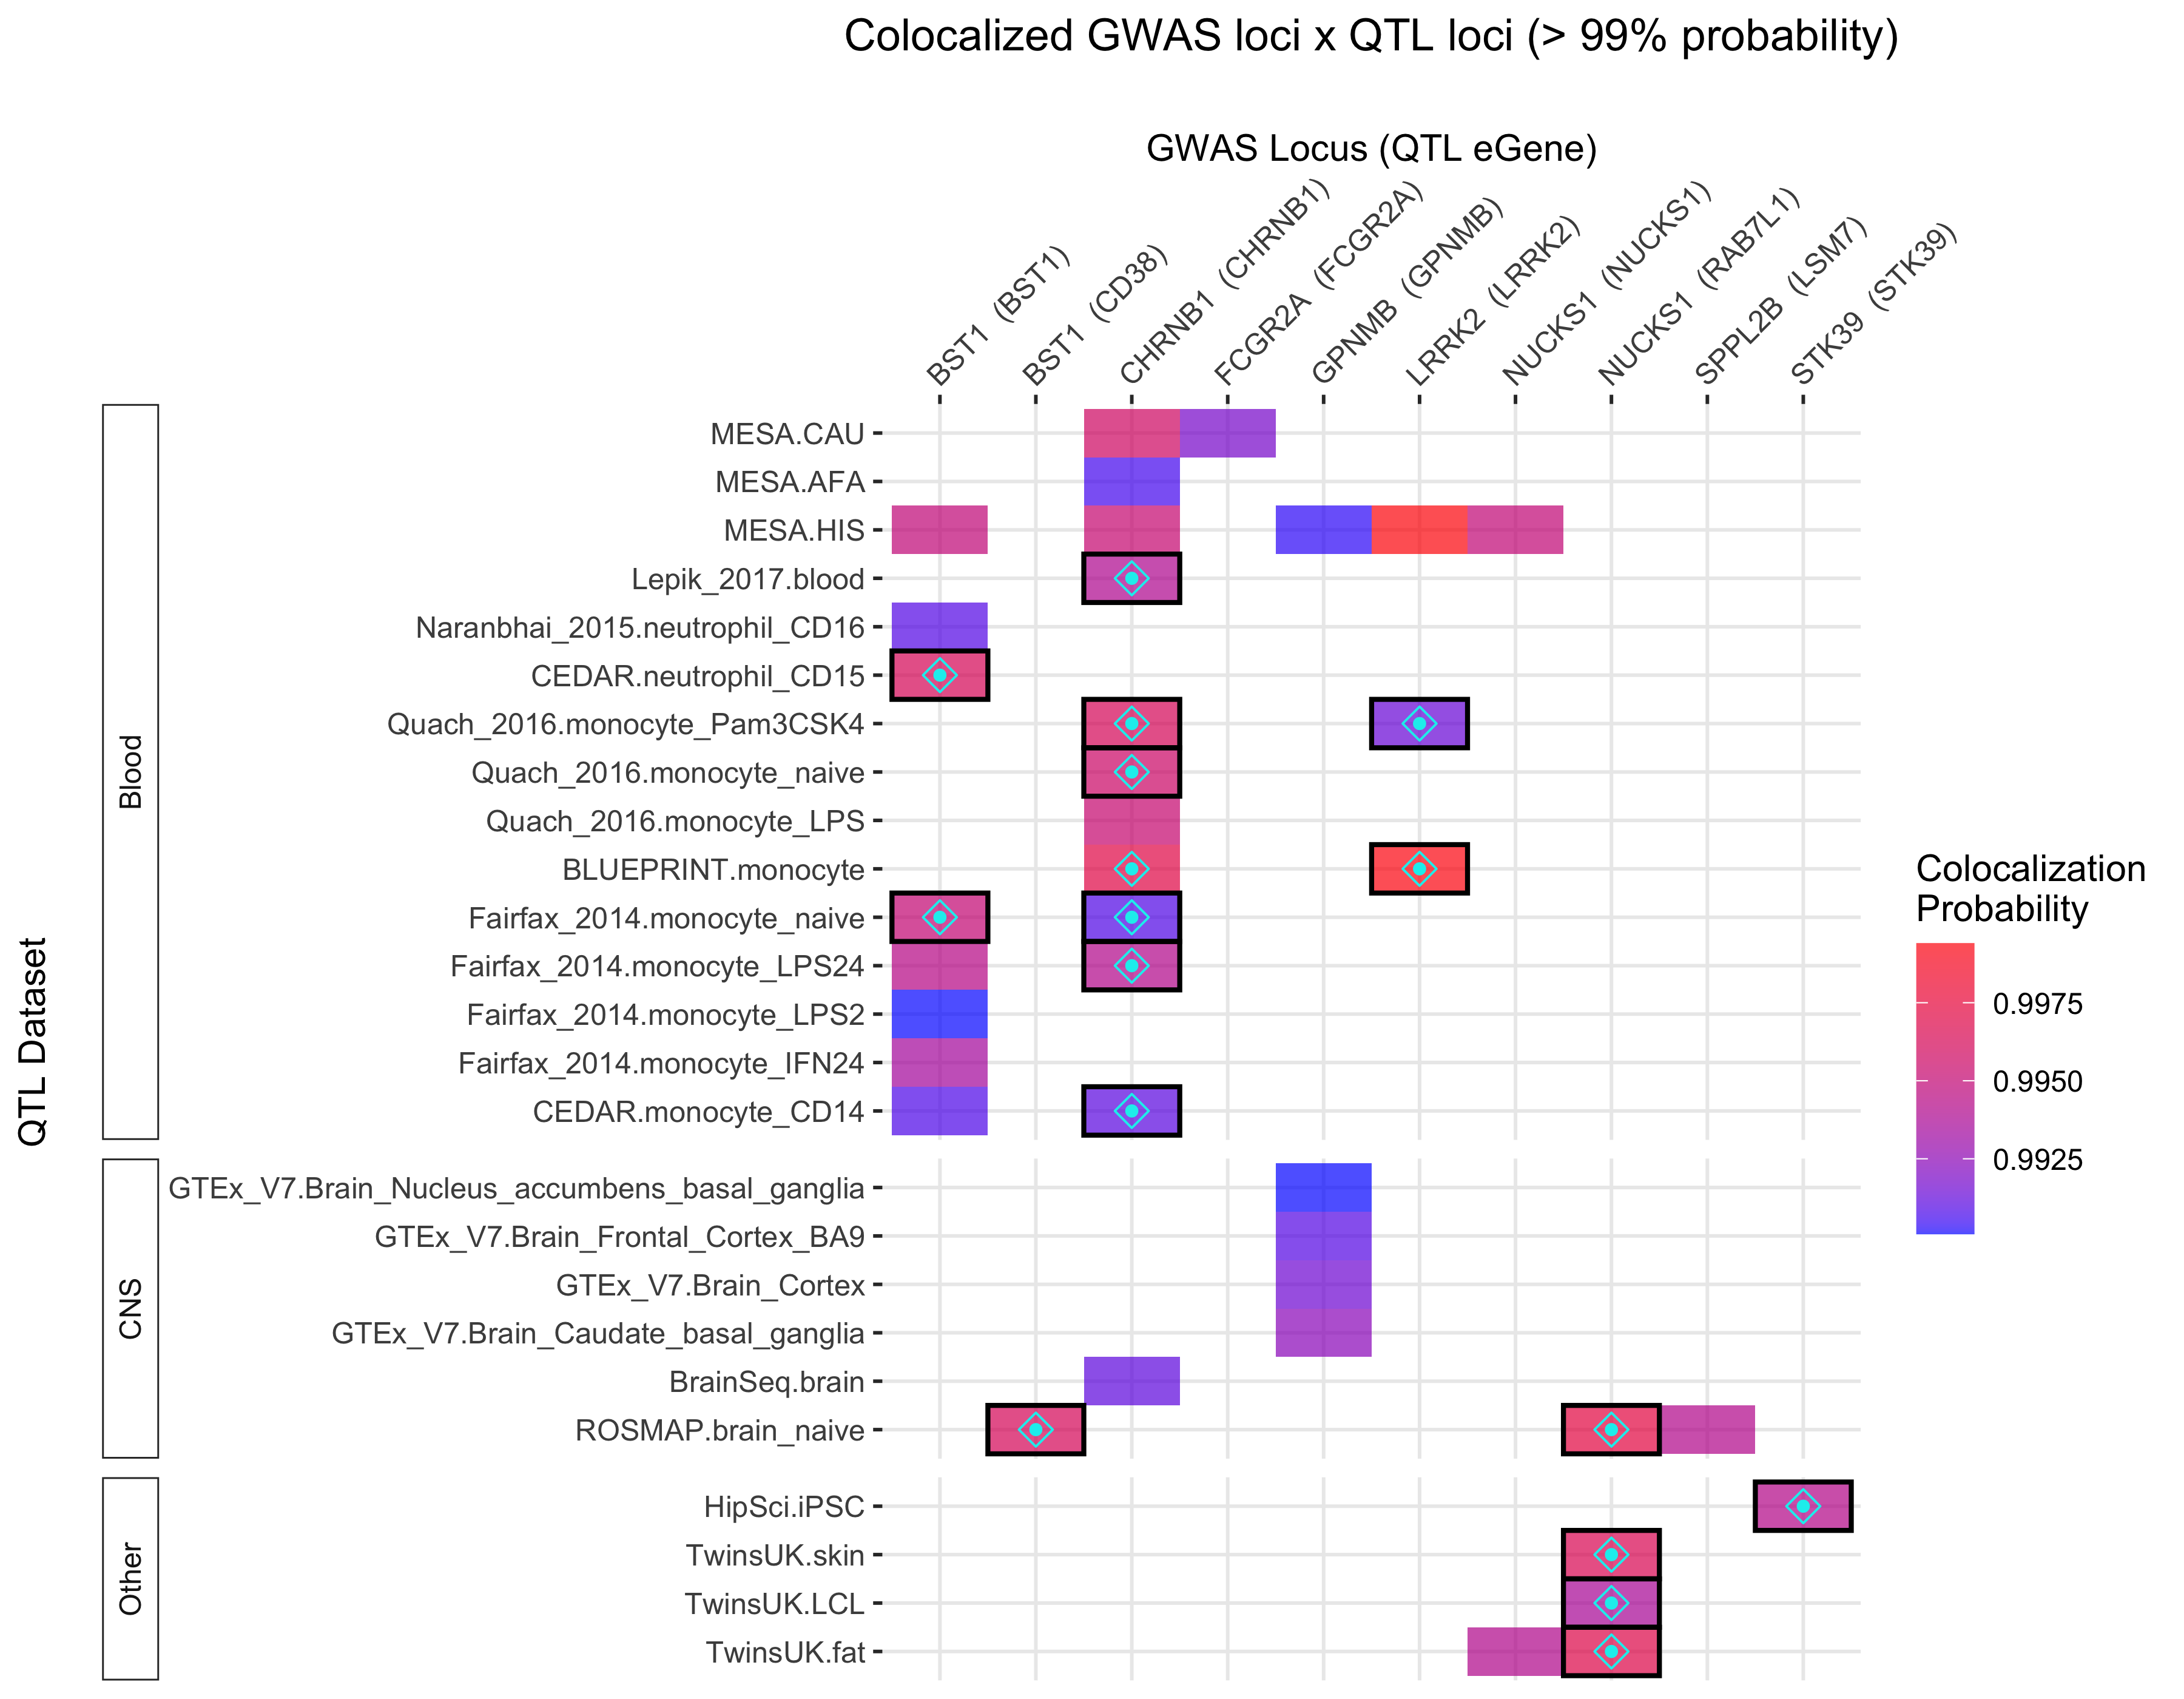 Colocalized GWAS loci x QTL loci (> 99% probability)
GWAS Locus (QTL eGene)
BST1 (BST1)
BST1 (CD38)
CHRNB1 (CHRNB1)
FCGR2A (FCGR2A)
GPNMB (GPNMB)
LRRK2 (LRRK2)
NUCKS1 (NUCKS1)
NUCKS1 (RAB7L1)
SPPL2B (LSM7)
STK39 (STK39)
QTL Dataset
Blood
MESA.CAU
MESA.AFA
MESA.HIS
Lepik_2017.blood
Naranbhai_2015.neutrophil_CD16
CEDAR.neutrophil_CD15
Quach_2016.monocyte_Pam3CSK4
Quach_2016.monocyte_naive
Quach_2016.monocyte_LPS
BLUEPRINT.monocyte
Fairfax_2014.monocyte_naive
Fairfax_2014.monocyte_LPS24
Fairfax_2014.monocyte_LPS2
Fairfax_2014.monocyte_IFN24
CEDAR.monocyte_CD14
CNS
GTEx_V7.Brain_Nucleus_accumbens_basal_ganglia
GTEx_V7.Brain_Frontal_Cortex_BA9
GTEx_V7.Brain_Cortex
GTEx_V7.Brain_Caudate_basal_ganglia
BrainSeq.brain
ROSMAP.brain_naive
Other
HipSci.iPSC
TwinsUK.skin
TwinsUK.LCL
TwinsUK.fat
Colocalization
Probability
0.9975
0.9950
0.9925